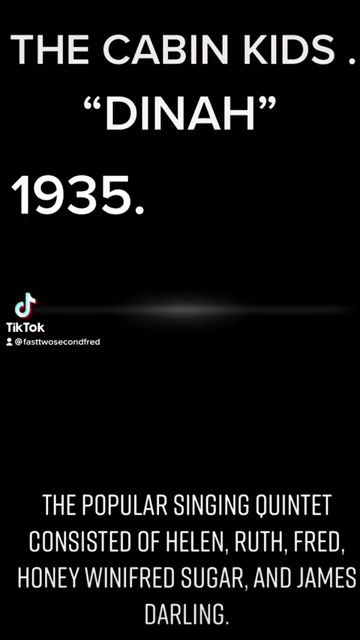 THE CABIN KIDS .
“DINAH”
1935.
TikTok
@fasttwosecondfred
THE POPULAR SINGING QUINTET
CONSISTED OF HELEN, RUTH, FRED,
HONEY WINIFRED SUGAR, AND JAMES
DARLING.